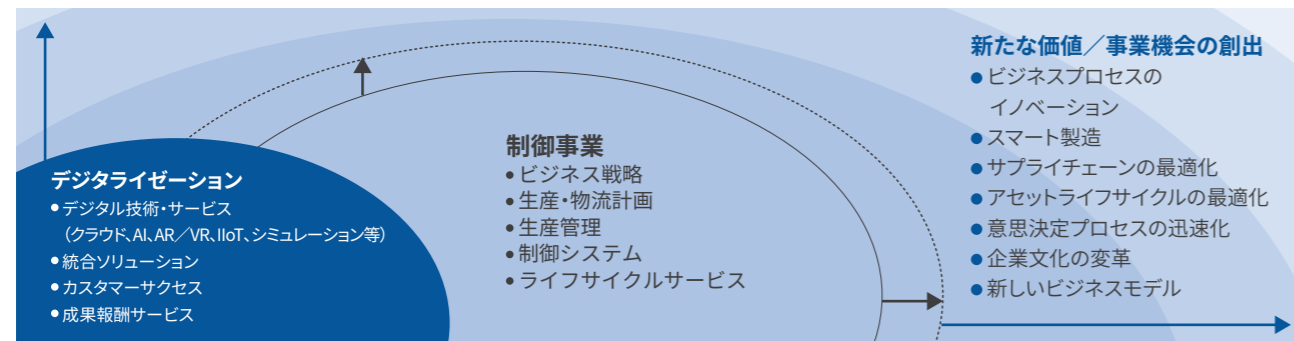 デジタライゼーション
●デジタル技術・サービス
（クラウド、AI、AR／VR、IIoT、シミュレーション等）
●統合ソリューション
●カスタマーサクセス
●成果報酬サービス
制御事業
●ビジネス戦略
●生産・物流計画
●生産管理
●制御システム
●ライフサイクルサービス
新たな価値／事業機会の創出
●ビジネスプロセスの
イノベーション
●スマート製造
●サプライチェーンの最適化
●アセットライフサイクルの最適化
●意思決定プロセスの迅速化
●企業文化の変革
●新しいビジネスモデル